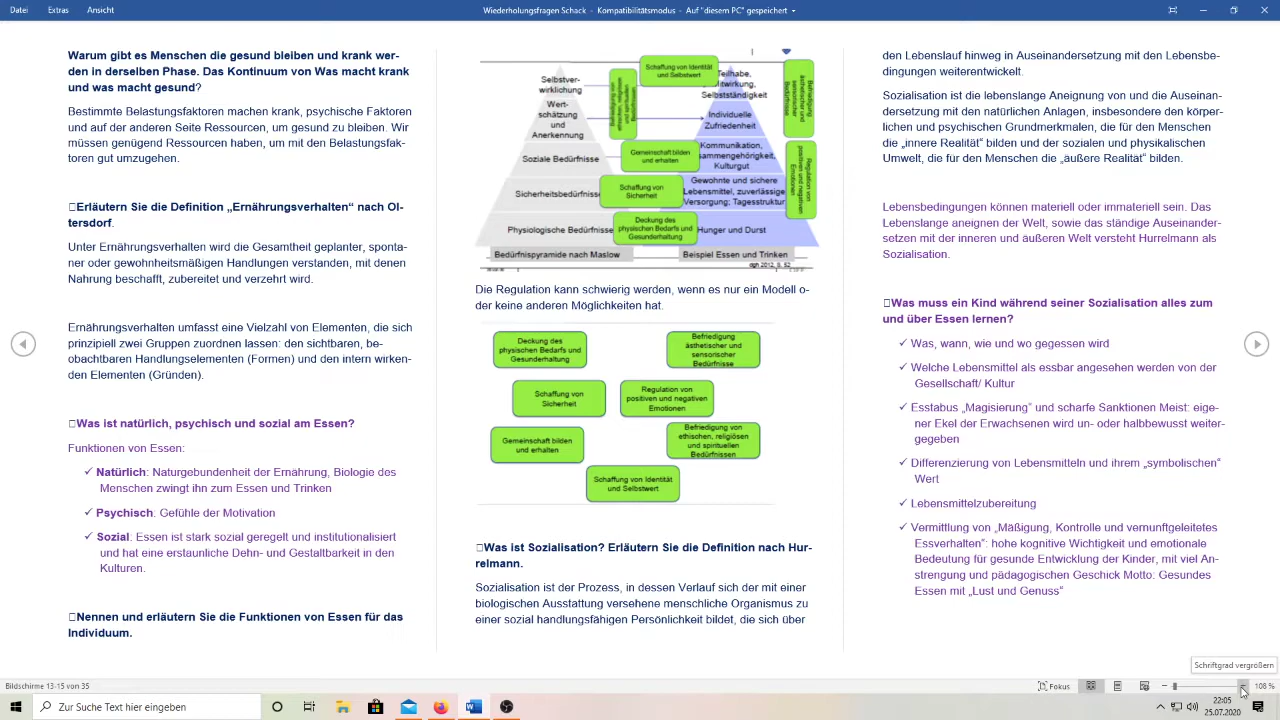 Datei Extras Wiederholungsfragen Schack - Kompatibilitätsmodus - Auf "diesem PC" gespeichert
Warum gibt es Menschen die gesund bleiben und krank wer-
den in derselben Phase. Das Kontinuum von Was macht krank
und was macht gesund?
Bestimmte Belastungsfaktoren machen krank, psychische Faktoren
und auf der anderen Seite Ressourcen, um gesund zu bleiben. Wir
müssen genügend Ressourcen haben, um mit den Belastungsfak-
toren gut umzugehen.
Erläutern Sie die Definition „Ernährungsverhalten“ nach Ol-
tersdorf.
Unter Ernährungsverhalten wird die Gesamtheit geplanter, sponta-
ner oder gewohnheitsmäßigen Handlungen verstanden, mit denen
Nahrung beschafft, zubereitet und verzehrt wird.
Ernährungsverhalten umfasst eine Vielzahl von Elementen, die sich
prinzipiell zwei Gruppen zuordnen lassen: den sichtbaren, be-
obachtbaren Handlungselementen (Formen) und den intern wirken-
den Elementen (Gründen).
Was ist natürlich, psychisch und sozial am Essen?
Funktionen von Essen:
✓ Natürlich: Naturgebundenheit der Ernährung, Biologie des
Menschen zwingt ihn zum Essen und Trinken
✓ Psychisch: Gefühle der Motivation
✓ Sozial: Essen ist stark sozial geregelt und institutionalisiert
und hat eine erstaunliche Dehn- und Gestaltbarkeit in den
Kulturen.
Nennen und erläutern Sie die Funktionen von Essen für das
Individuum.
Selbstver-
wirklichung
Wert-
schätzung
und
Anerkennung
Soziale Bedürfnisse
Sicherheitsbedürfnisse
Physiologische Bedürfnisse
Bedürfnispyramide nach Maslow
Befriedigung von
ethischen, religiösen
und spirituellen
Bedürfnissen
Schaffung von Identität
und Selbstwert
Gemeinschaft bilden
und erhalten
Schaffung von
Sicherheit
Deckung des
physischen Bedarfs und
Gesunderhaltung
Teilhabe,
Mitwirkung,
Selbstständigkeit
Individuelle
Zufriedenheit
Kommunikation,
sammengehörigkeit,
Kulturgut
Gewohnte und sichere
Lebensmittel, zuverlässige
Versorgung; Tagesstruktur
Hunger und Durst
Beispiel Essen und Trinken
Befriedigung
ästhetischer und
sensorischer
Bedürfnisse
Regulation von
positiven und negativen
Emotionen
dgh 2012, S. 52
Die Regulation kann schwierig werden, wenn es nur ein Modell o-
der keine anderen Möglichkeiten hat.
Deckung des
physischen Bedarfs und
Gesunderhaltung
Befriedigung
ästhetischer und
sensorischer
Bedürfnisse
Schaffung von
Sicherheit
Regulation von
positiven und negativen
Emotionen
Gemeinschaft bilden
und erhalten
Befriedigung von
ethischen, religiösen
und spirituellen
Bedürfnissen
Schaffung von Identität
und Selbstwert
Was ist Sozialisation? Erläutern Sie die Definition nach Hur-
relmann.
Sozialisation ist der Prozess, in dessen Verlauf sich der mit einer
biologischen Ausstattung versehene menschliche Organismus zu
einer sozial handlungsfähigen Persönlichkeit bildet, die sich über
den Lebenslauf hinweg in Auseinandersetzung mit den Lebensbe-
dingungen weiterentwickelt.
Sozialisation ist die lebenslange Aneignung von und die Auseinan-
dersetzung mit den natürlichen Anlagen, insbesondere den körper-
lichen und psychischen Grundmerkmalen, die für den Menschen
die „innere Realität“ bilden und der sozialen und physikalischen
Umwelt, die für den Menschen die „äußere Realität“ bilden.
Lebensbedingungen können materiell oder immateriell sein. Das
Lebenslange aneignen der Welt, sowie das ständige Auseinander-
setzen mit der inneren und äußeren Welt versteht Hurrelmann als
Sozialisation.
Was muss ein Kind während seiner Sozialisation alles zum
und über Essen lernen?
✓ Was, wann, wie und wo gegessen wird
✓ Welche Lebensmittel als essbar angesehen werden von der
Gesellschaft/ Kultur
✓ Esstabus „Magisierung“ und scharfe Sanktionen Meist: eige-
ner Ekel der Erwachsenen wird un- oder halbbewusst weiter-
gegeben
✓ Differenzierung von Lebensmitteln und ihrem „symbolischen“
Wert
✓ Lebensmittelzubereitung
✓ Vermittlung von „Mäßigung, Kontrolle und vernunftgeleitetes
Essverhalten“: hohe kognitive Wichtigkeit und emotionale
Bedeutung für gesunde Entwicklung der Kinder, mit viel An-
strengung und pädagogischen Geschick Motto: Gesundes
Essen mit „Lust und Genuss“
Schriftgrad vergrößern
Bildschirme 13-15 von 35
Fokus
108 %
Zur Suche Text hier eingeben
22:05
25.07.2020